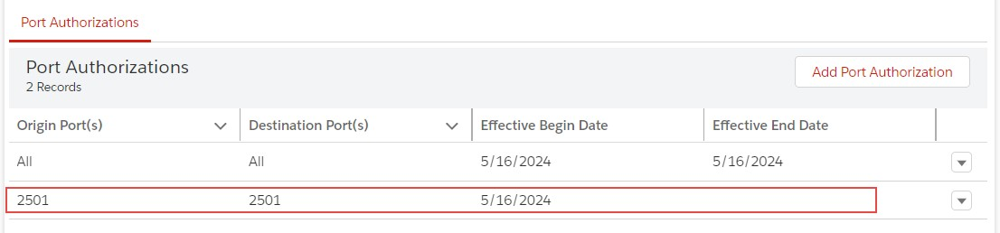 Port Authorizations
Port Authorizations
2 Records
Add Port Authorization
Origin Port(s) Destination Port(s) Effective Begin Date Effective End Date
All All 5/16/2024 5/16/2024
2501 2501 5/16/2024